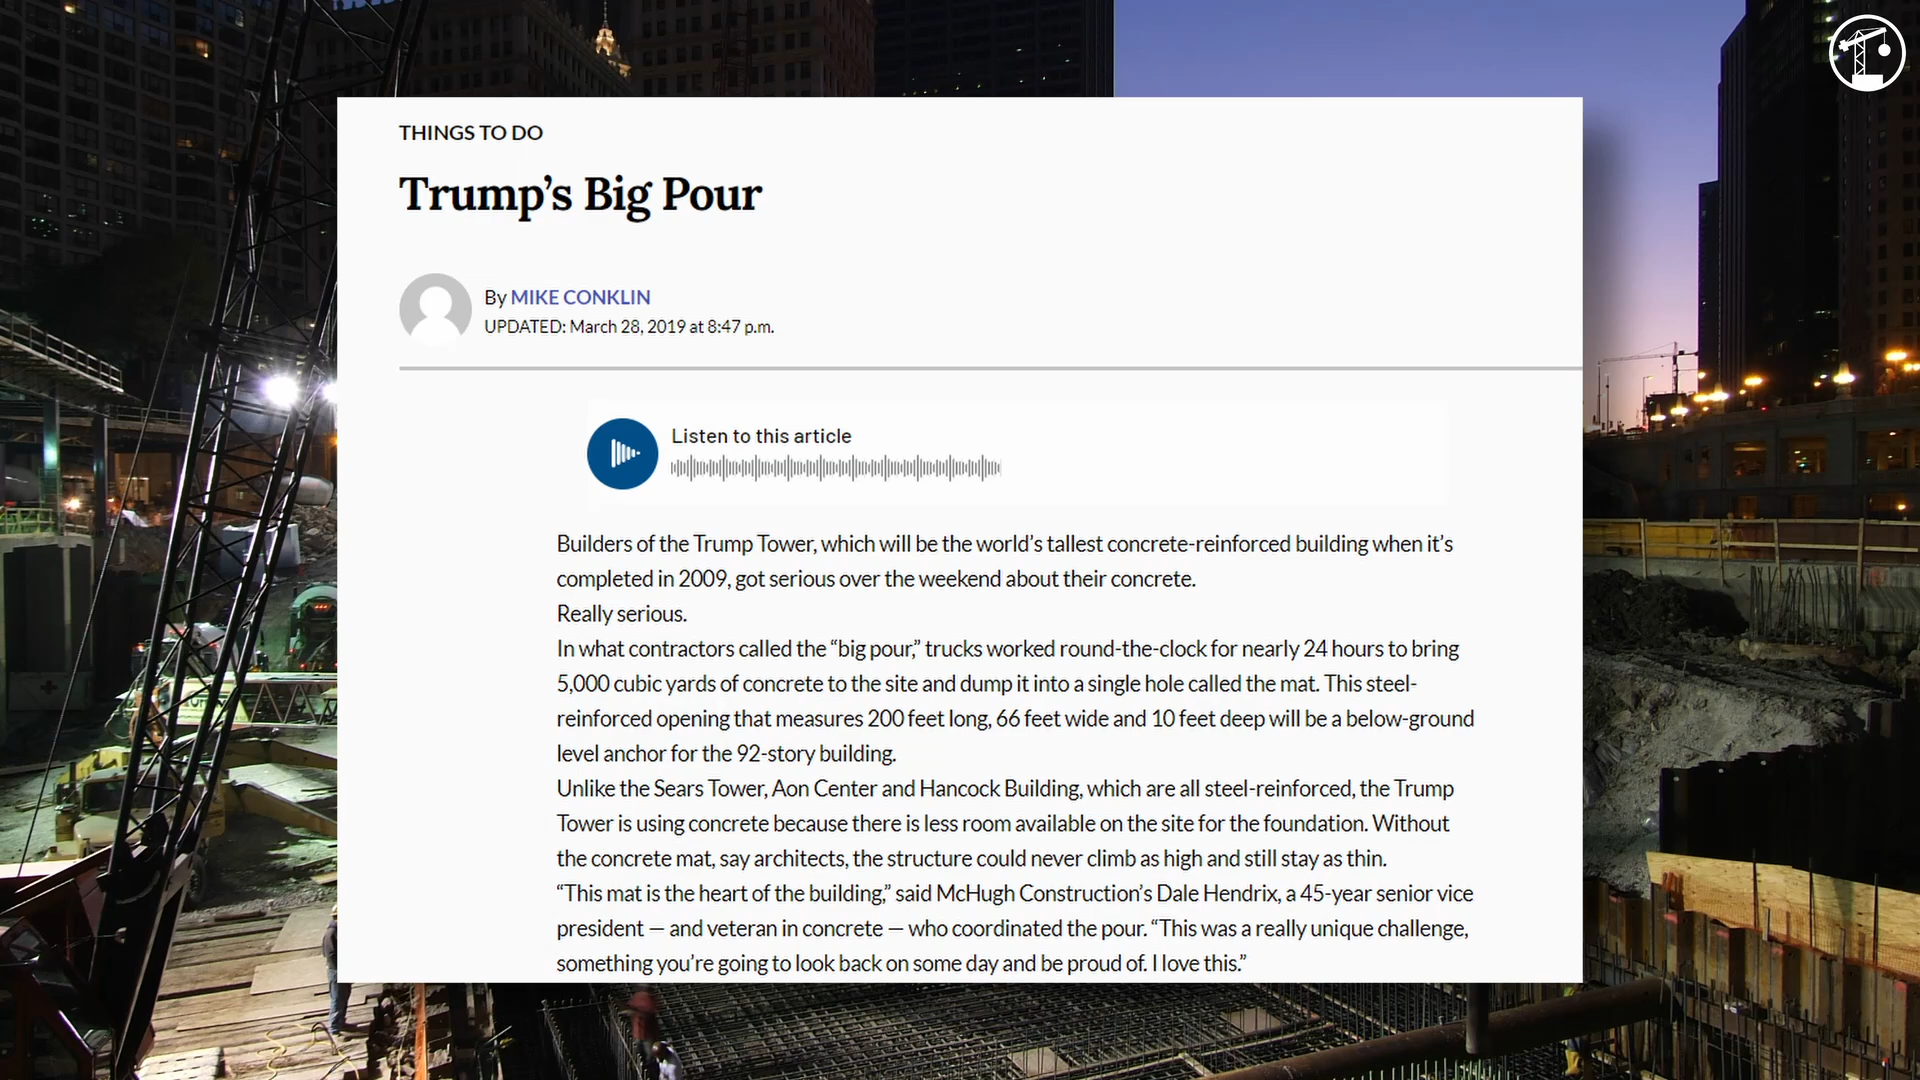 THINGS TO DO
Trump’s Big Pour
By MIKE CONKLIN
UPDATED: March 28, 2019 at 8:47 p.m.
Listen to this article
Builders of the Trump Tower, which will be the world’s tallest concrete-reinforced building when it’s
completed in 2009, got serious over the weekend about their concrete.
Really serious.
In what contractors called the “big pour,” trucks worked round-the-clock for nearly 24 hours to bring
5,000 cubic yards of concrete to the site and dump it into a single hole called the mat. This steel-
reinforced opening that measures 200 feet long, 66 feet wide and 10 feet deep will be a below-ground
level anchor for the 92-story building.
Unlike the Sears Tower, Aon Center and Hancock Building, which are all steel-reinforced, the Trump
Tower is using concrete because there is less room available on the site for the foundation. Without
the concrete mat, say architects, the structure could never climb as high and still stay as thin.
“This mat is the heart of the building,” said McHugh Construction’s Dale Hendrix, a 45-year senior vice
president — and veteran in concrete — who coordinated the pour. “This was a really unique challenge,
something you’re going to look back on some day and be proud of. I love this.”